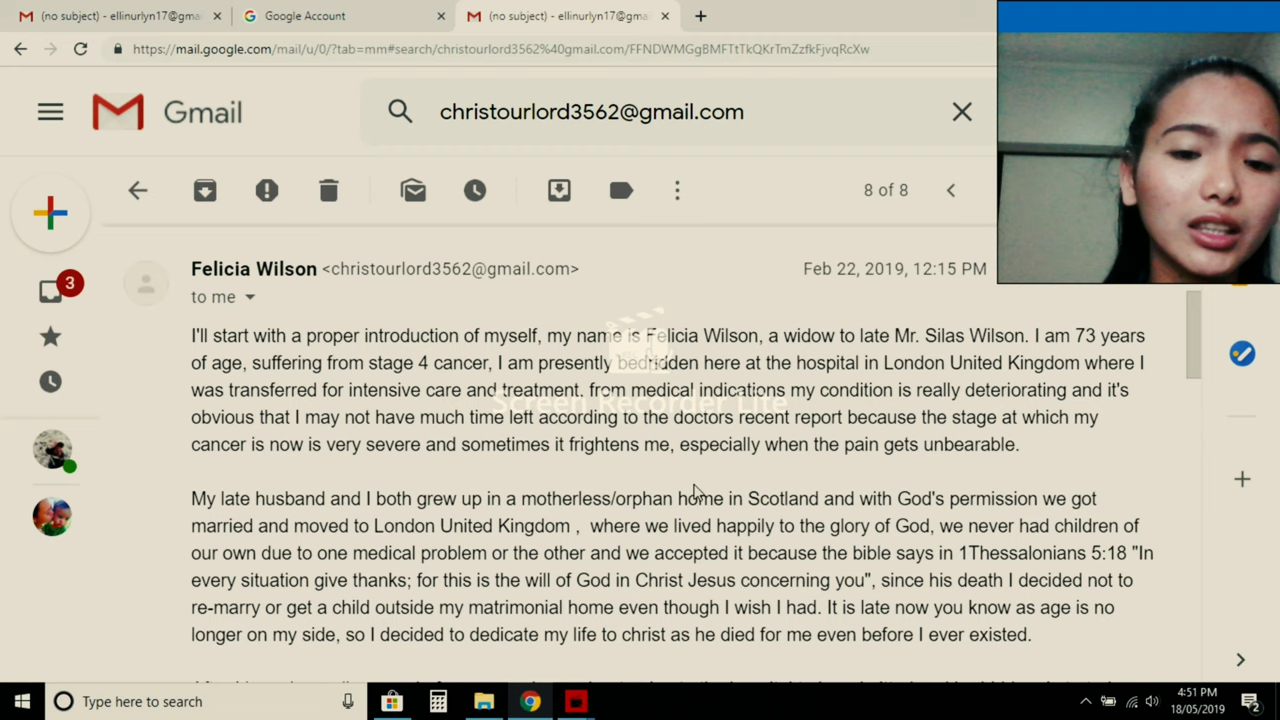 (no subject) - ellinurlyn17@gmai
Google Account
(no subject) - ellinurlyn17@gmai
https://mail.google.com/mail/u/0/?tab=mm#search/christourlord3562%40gmail.com/FFNDWMGgBMFTtTkQKrTmZzfkFjvqRcXw
Gmail
christourlord3562@gmail.com
8 of 8
3
Felicia Wilson <christourlord3562@gmail.com>
Feb 22, 2019, 12:15 PM
to me
I'll start with a proper introduction of myself, my name is Felicia Wilson, a widow to late Mr. Silas Wilson. I am 73 years
of age, suffering from stage 4 cancer, I am presently bedridden here at the hospital in London United Kingdom where I
was transferred for intensive care and treatment. from medical indications my condition is really deteriorating and it's
Screen Recorder Lite
obvious that I may not have much time left according to the doctors recent report because the stage at which my
cancer is now is very severe and sometimes it frightens me, especially when the pain gets unbearable.
My late husband and I both grew up in a motherless/orphan home in Scotland and with God's permission we got
married and moved to London United Kingdom , where we lived happily to the glory of God, we never had children of
our own due to one medical problem or the other and we accepted it because the bible says in 1Thessalonians 5:18 "In
every situation give thanks; for this is the will of God in Christ Jesus concerning you", since his death I decided not to
re-marry or get a child outside my matrimonial home even though I wish I had. It is late now you know as age is no
longer on my side, so I decided to dedicate my life to christ as he died for me even before I ever existed.
Type here to search
4:51 PM
18/05/2019
2